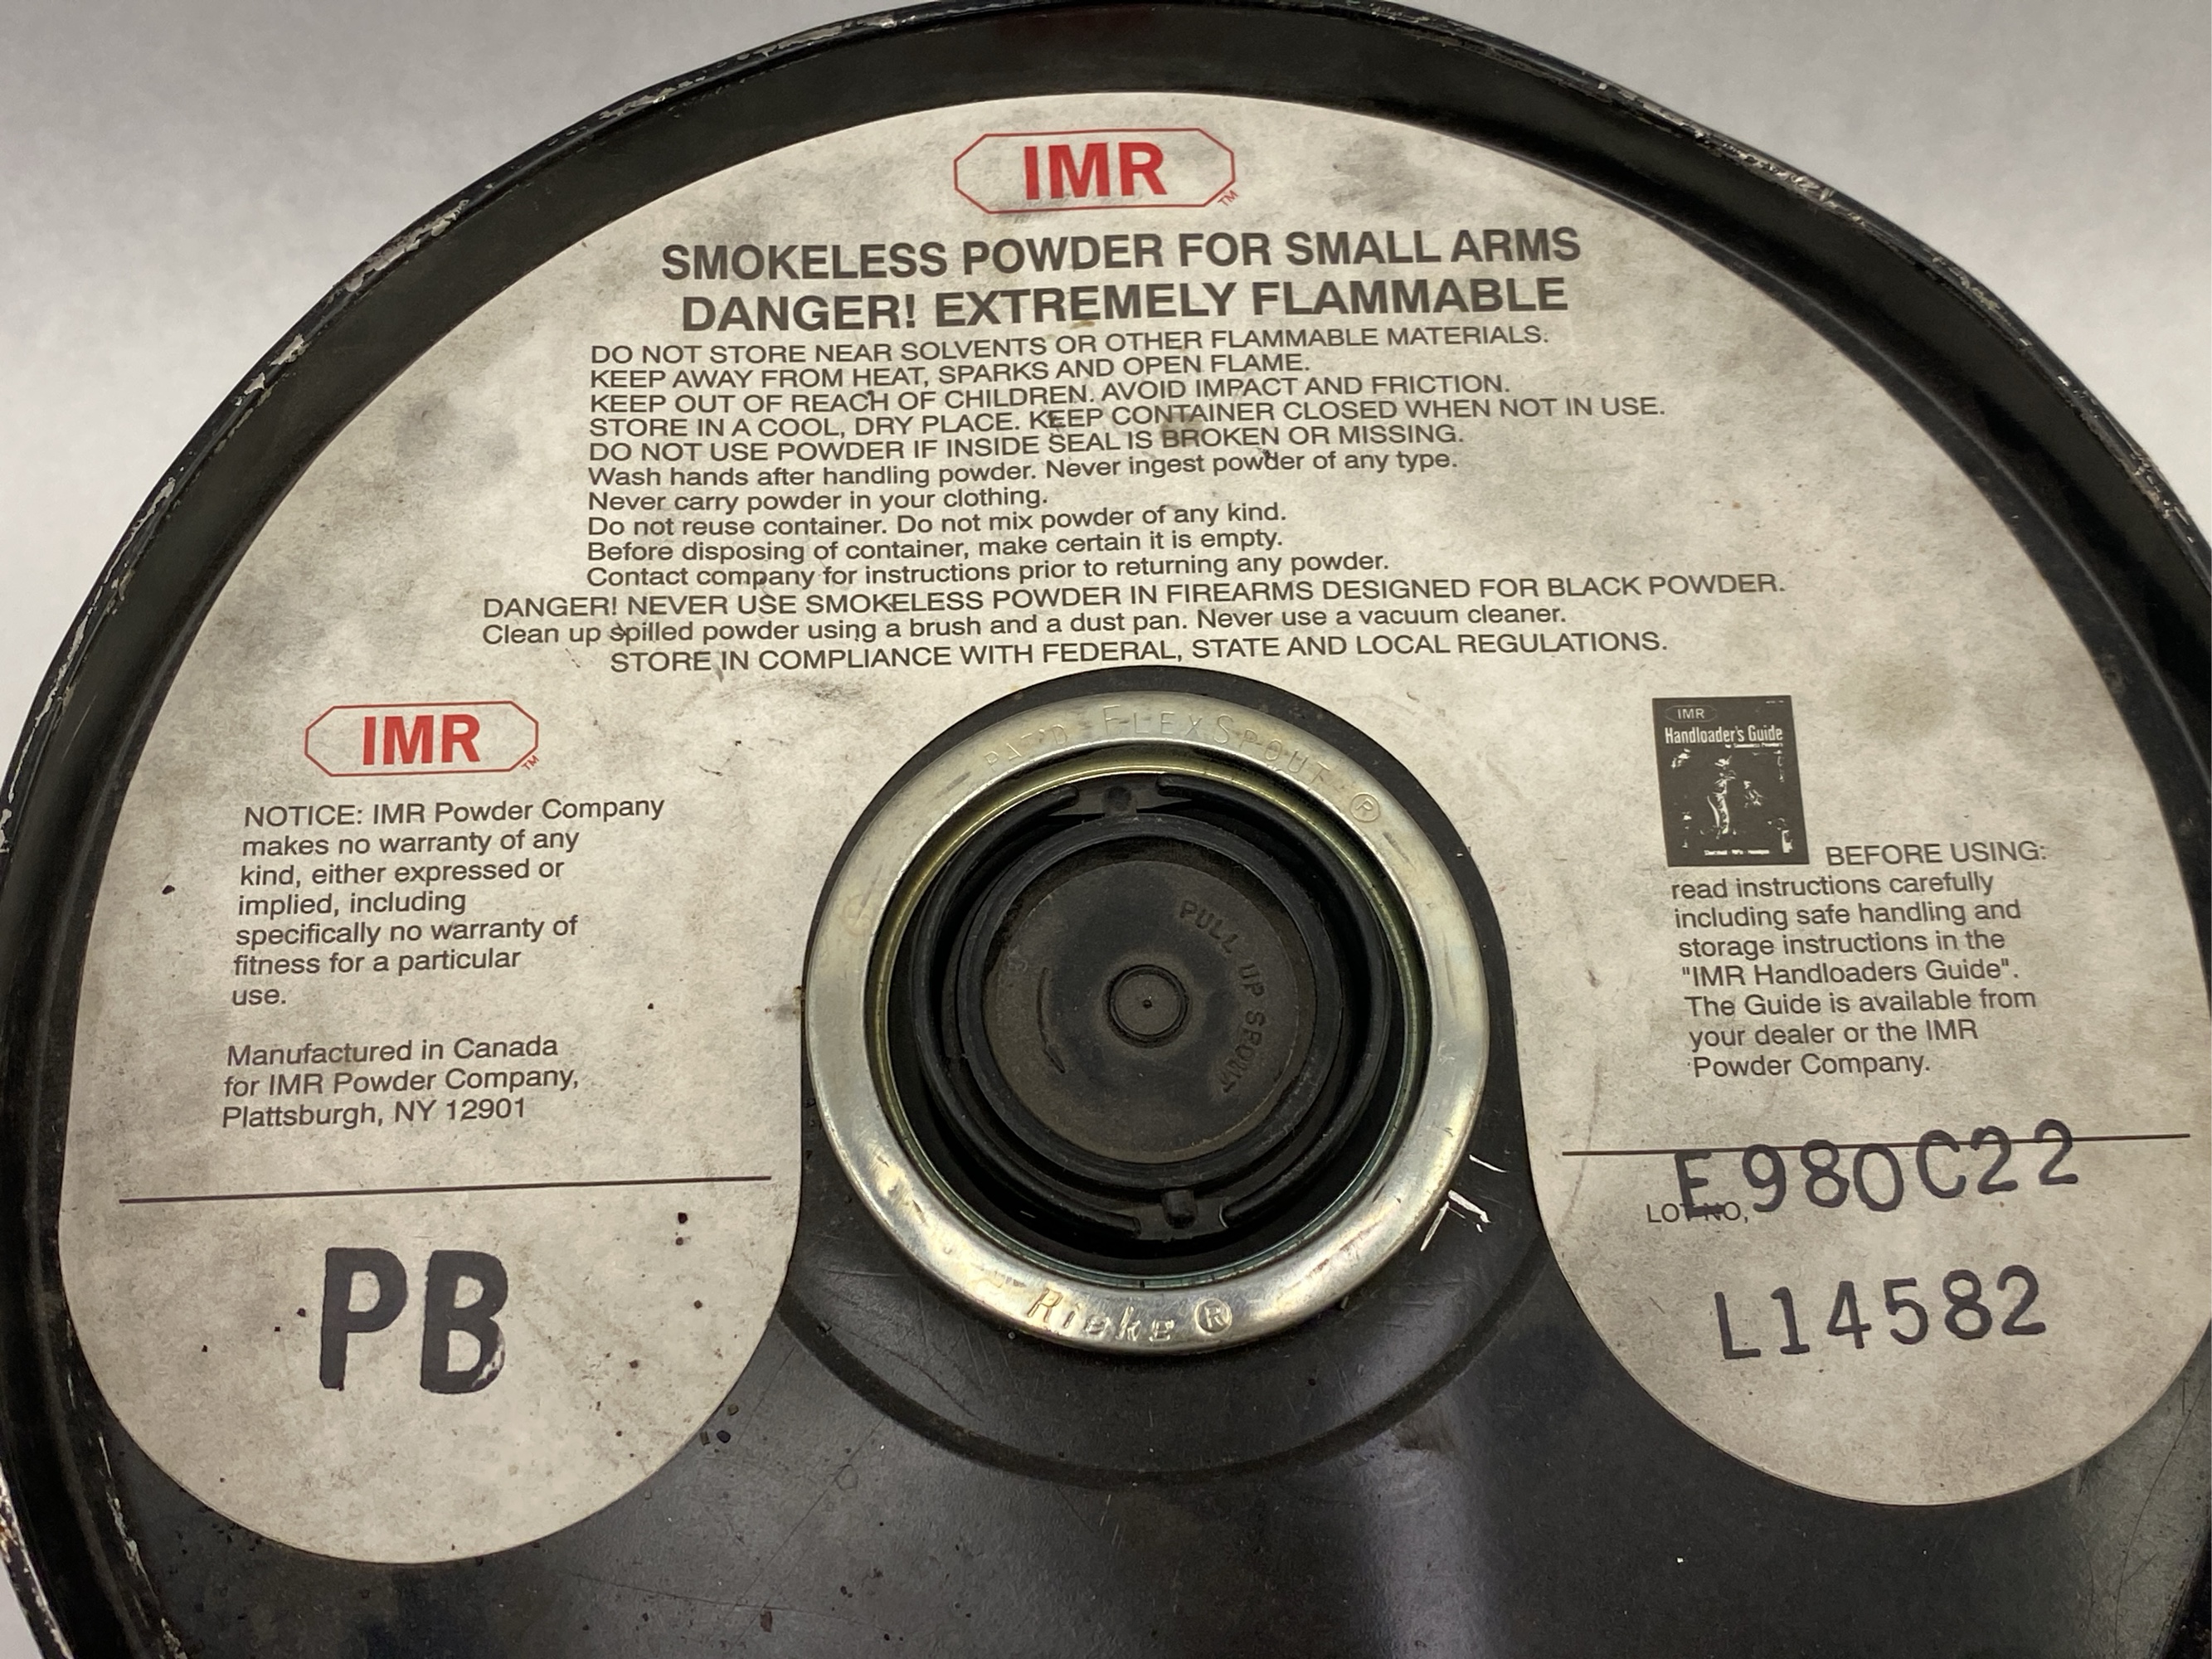 IMR
TM
SMOKELESS POWDER FOR SMALL ARMS
DANGER! EXTREMELY FLAMMABLE
DO NOT STORE NEAR SOLVENTS OR OTHER FLAMMABLE MATERIALS.
KEEP AWAY FROM HEAT, SPARKS AND OPEN FLAME.
KEEP OUT OF REACH OF CHILDREN. AVOID IMPACT AND FRICTION.
STORE IN A COOL, DRY PLACE. KEEP CONTAINER CLOSED WHEN NOT IN USE.
DO NOT USE POWDER IF INSIDE SEAL IS BROKEN OR MISSING.
Wash hands after handling powder. Never ingest powder of any type.
Never carry powder in your clothing.
Do not reuse container. Do not mix powder of any kind.
Before disposing of container, make certain it is empty.
Contact company for instructions prior to returning any powder.
DANGER! NEVER USE SMOKELESS POWDER IN FIREARMS DESIGNED FOR BLACK POWDER.
Clean up spilled powder using a brush and a dust pan. Never use a vacuum cleaner.
STORE IN COMPLIANCE WITH FEDERAL, STATE AND LOCAL REGULATIONS.
IMR
TM
NOTICE: IMR Powder Company
makes no warranty of any
kind, either expressed or
implied, including
specifically no warranty of
fitness for a particular
use.
Manufactured in Canada
for IMR Powder Company,
Plattsburgh, NY 12901
PB
PAT'D FLEXSPOUT ®
PULL UP SPOUT
Rieke ®
IMR
Handloader's Guide
BEFORE USING:
read instructions carefully
including safe handling and
storage instructions in the
"IMR Handloaders Guide".
The Guide is available from
your dealer or the IMR
Powder Company.
E980C22
LOT NO,
L14582